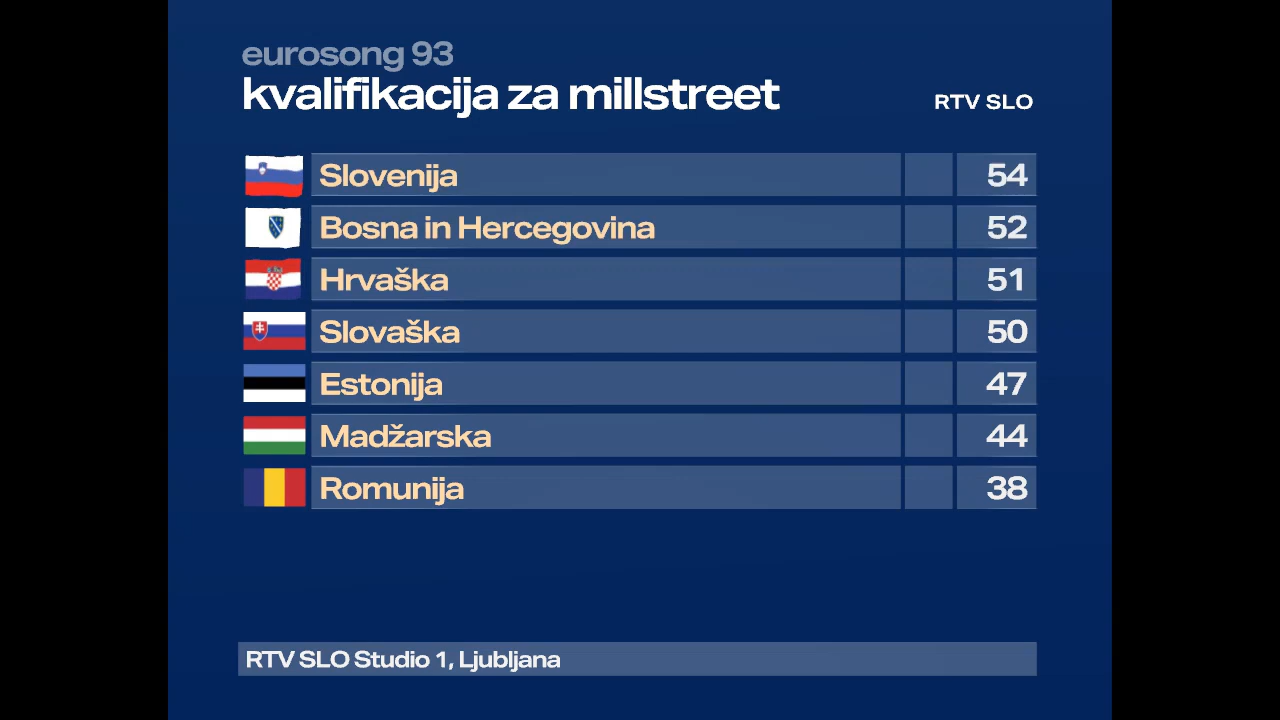 eurosong 93
kvalifikacija za millstreet
RTV SLO
Slovenija 54
Bosna in Hercegovina 52
Hrvaška 51
Slovaška 50
Estonija 47
Madžarska 44
Romunija 38
RTV SLO Studio 1, Ljubljana